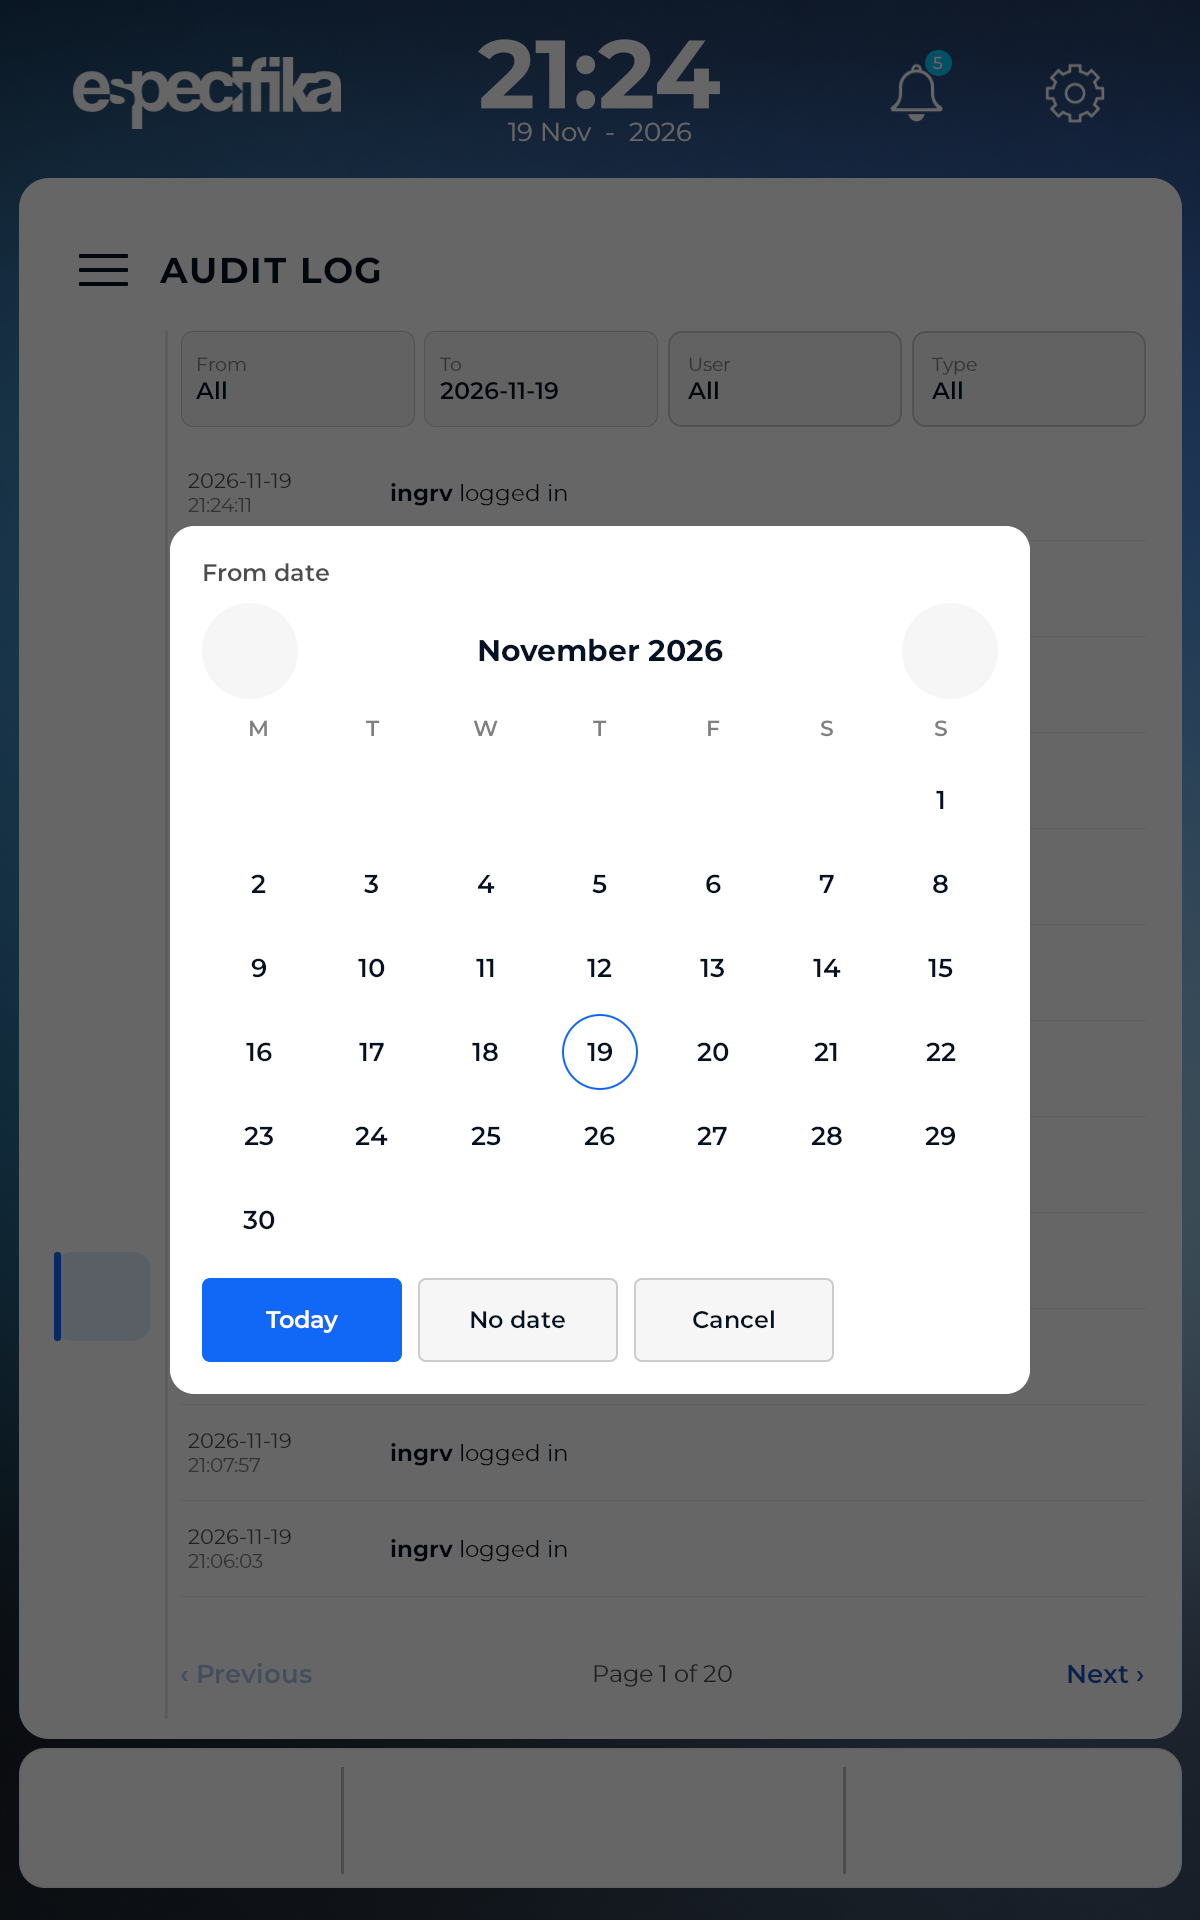 especifika
21:24
19 Nov - 2026
5
AUDIT LOG
From
All
To
2026-11-19
User
All
Type
All
2026-11-19
21:24:11
ingrv logged in
From date
November 2026
M T W T F S S
1
2 3 4 5 6 7 8
9 10 11 12 13 14 15
16 17 18 19 20 21 22
23 24 25 26 27 28 29
30
Today No date Cancel
2026-11-19
21:07:57
ingrv logged in
2026-11-19
21:06:03
ingrv logged in
‹ Previous Page 1 of 20 Next ›